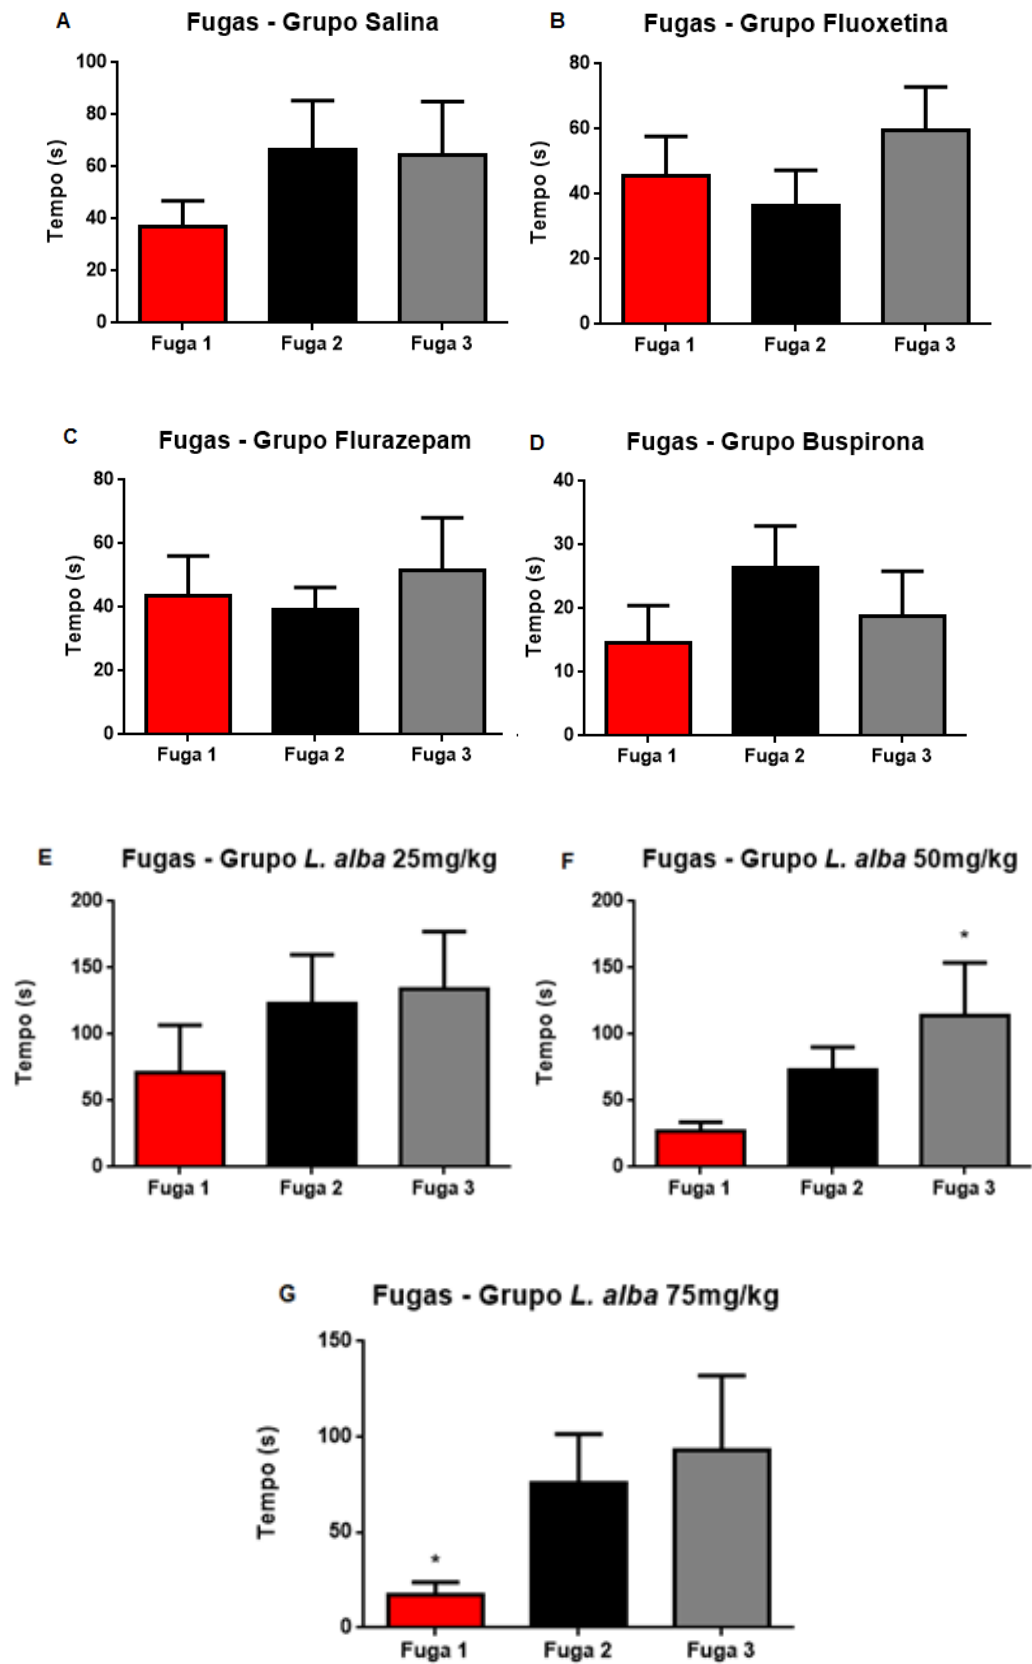 A
Fugas - Grupo Salina
100
80
60
40
20
0
Tempo (s)
Fuga 1
Fuga 2
Fuga 3
B
Fugas - Grupo Fluoxetina
80
60
40
20
0
Tempo (s)
Fuga 1
Fuga 2
Fuga 3
C
Fugas - Grupo Flurazepam
80
60
40
20
0
Tempo (s)
Fuga 1
Fuga 2
Fuga 3
D
Fugas - Grupo Buspirona
40
30
20
10
0
Tempo (s)
Fuga 1
Fuga 2
Fuga 3
E
Fugas - Grupo L. alba 25mg/kg
200
150
100
50
0
Tempo (s)
Fuga 1
Fuga 2
Fuga 3
F
Fugas - Grupo L. alba 50mg/kg
200
150
100
50
0
Tempo (s)
*
Fuga 1
Fuga 2
Fuga 3
G
Fugas - Grupo L. alba 75mg/kg
150
100
50
0
Tempo (s)
*
Fuga 1
Fuga 2
Fuga 3